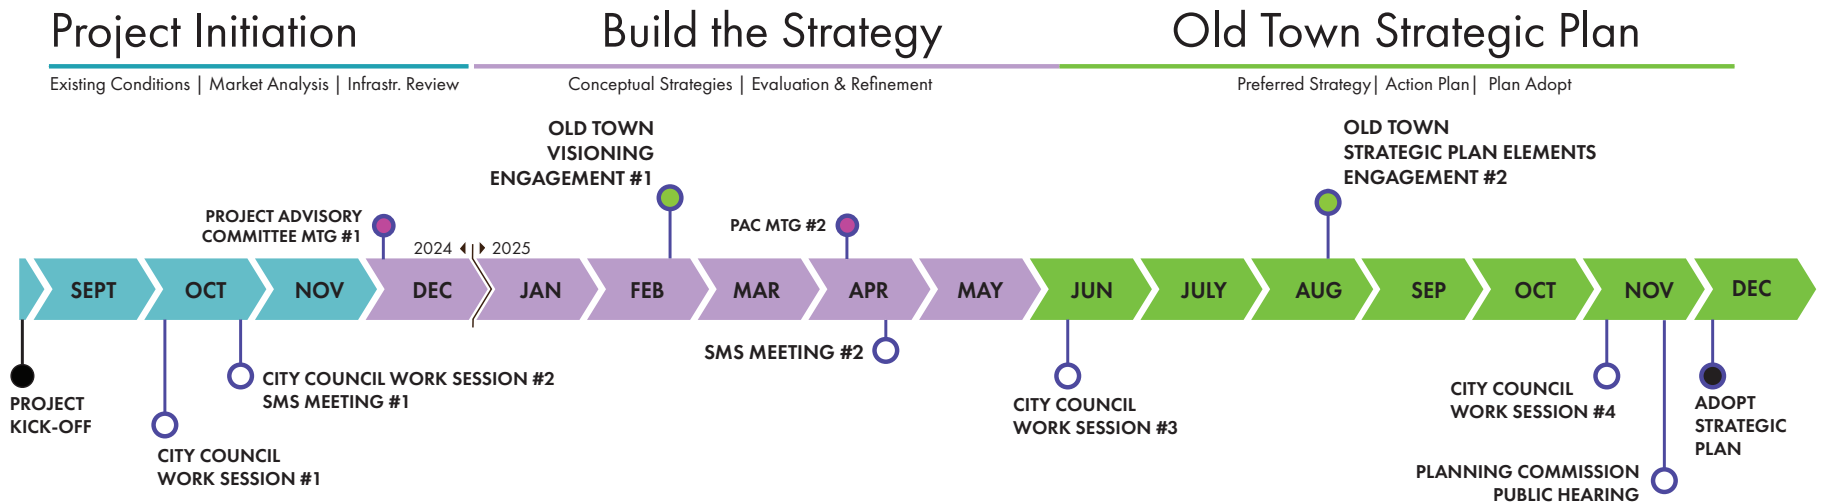 Project Initiation
Existing Conditions | Market Analysis | Infrastr. Review
Build the Strategy
Conceptual Strategies | Evaluation & Refinement
Old Town Strategic Plan
Preferred Strategy| Action Plan| Plan Adopt
OLD TOWN
VISIONING
ENGAGEMENT #1
OLD TOWN
STRATEGIC PLAN ELEMENTS
ENGAGEMENT #2
PROJECT ADVISORY
COMMITTEE MTG #1
PAC MTG #2
2024
2025
SEPT
OCT
NOV
DEC
JAN
FEB
MAR
APR
MAY
JUN
JULY
AUG
SEP
OCT
NOV
DEC
PROJECT
KICK-OFF
CITY COUNCIL
WORK SESSION #1
CITY COUNCIL WORK SESSION #2
SMS MEETING #1
SMS MEETING #2
CITY COUNCIL
WORK SESSION #3
CITY COUNCIL
WORK SESSION #4
PLANNING COMMISSION
PUBLIC HEARING
ADOPT
STRATEGIC
PLAN